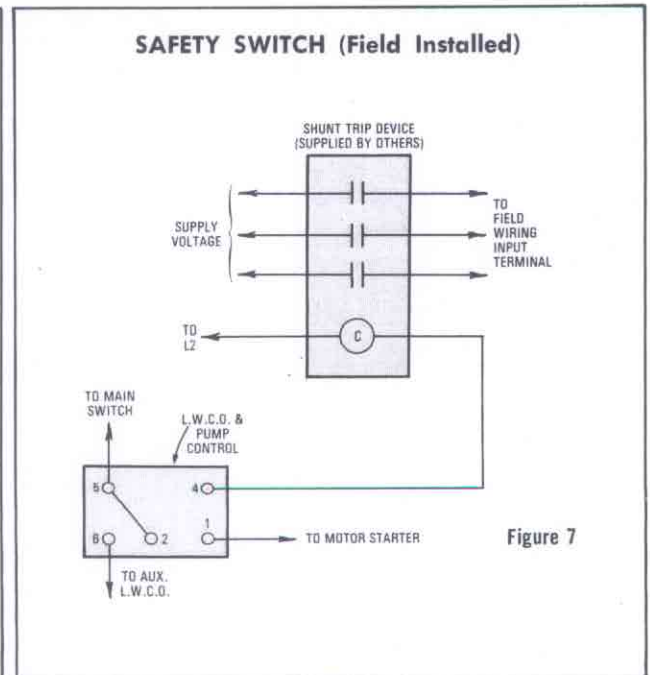 SAFETY SWITCH (Field Installed)
SHUNT TRIP DEVICE
(SUPPLIED BY OTHERS)
SUPPLY
VOLTAGE
TO
FIELD
WIRING
INPUT
TERMINAL
TO
L2
C
TO MAIN
SWITCH
L.W.C.O. &
PUMP
CONTROL
5
4
6
2
1
TO MOTOR STARTER
Figure 7
TO AUX.
L.W.C.O.